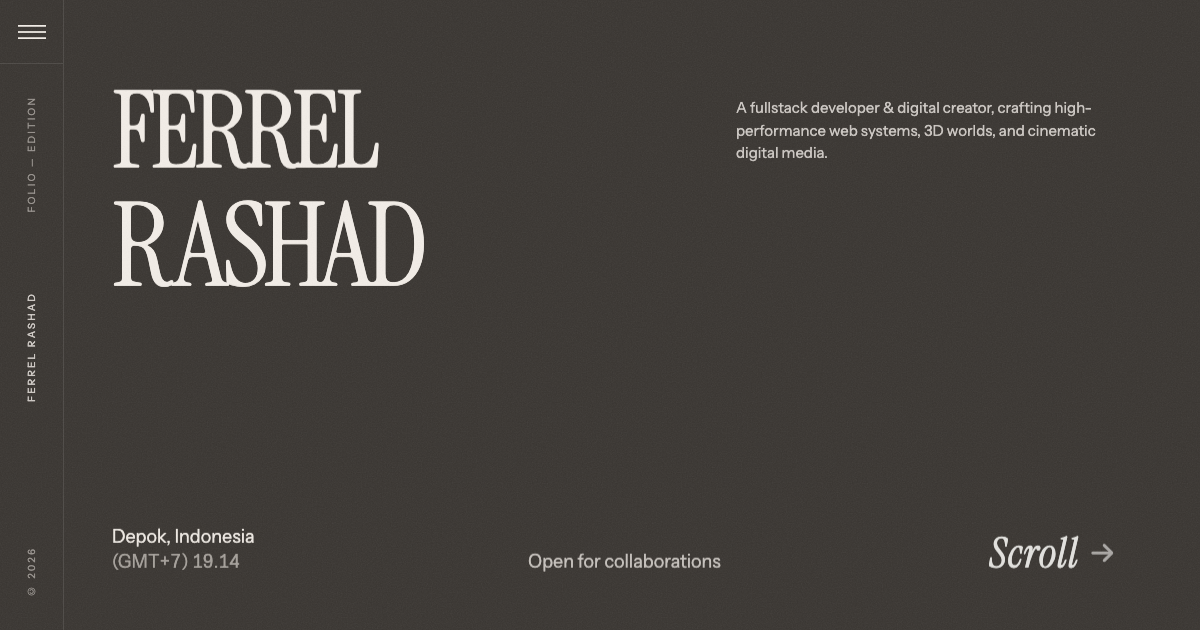 FOLIO — EDITION
FERREL RASHAD
© 2026
FERREL
RASHAD
A fullstack developer & digital creator, crafting high-
performance web systems, 3D worlds, and cinematic
digital media.
Depok, Indonesia
(GMT+7) 19.14
Open for collaborations
Scroll →